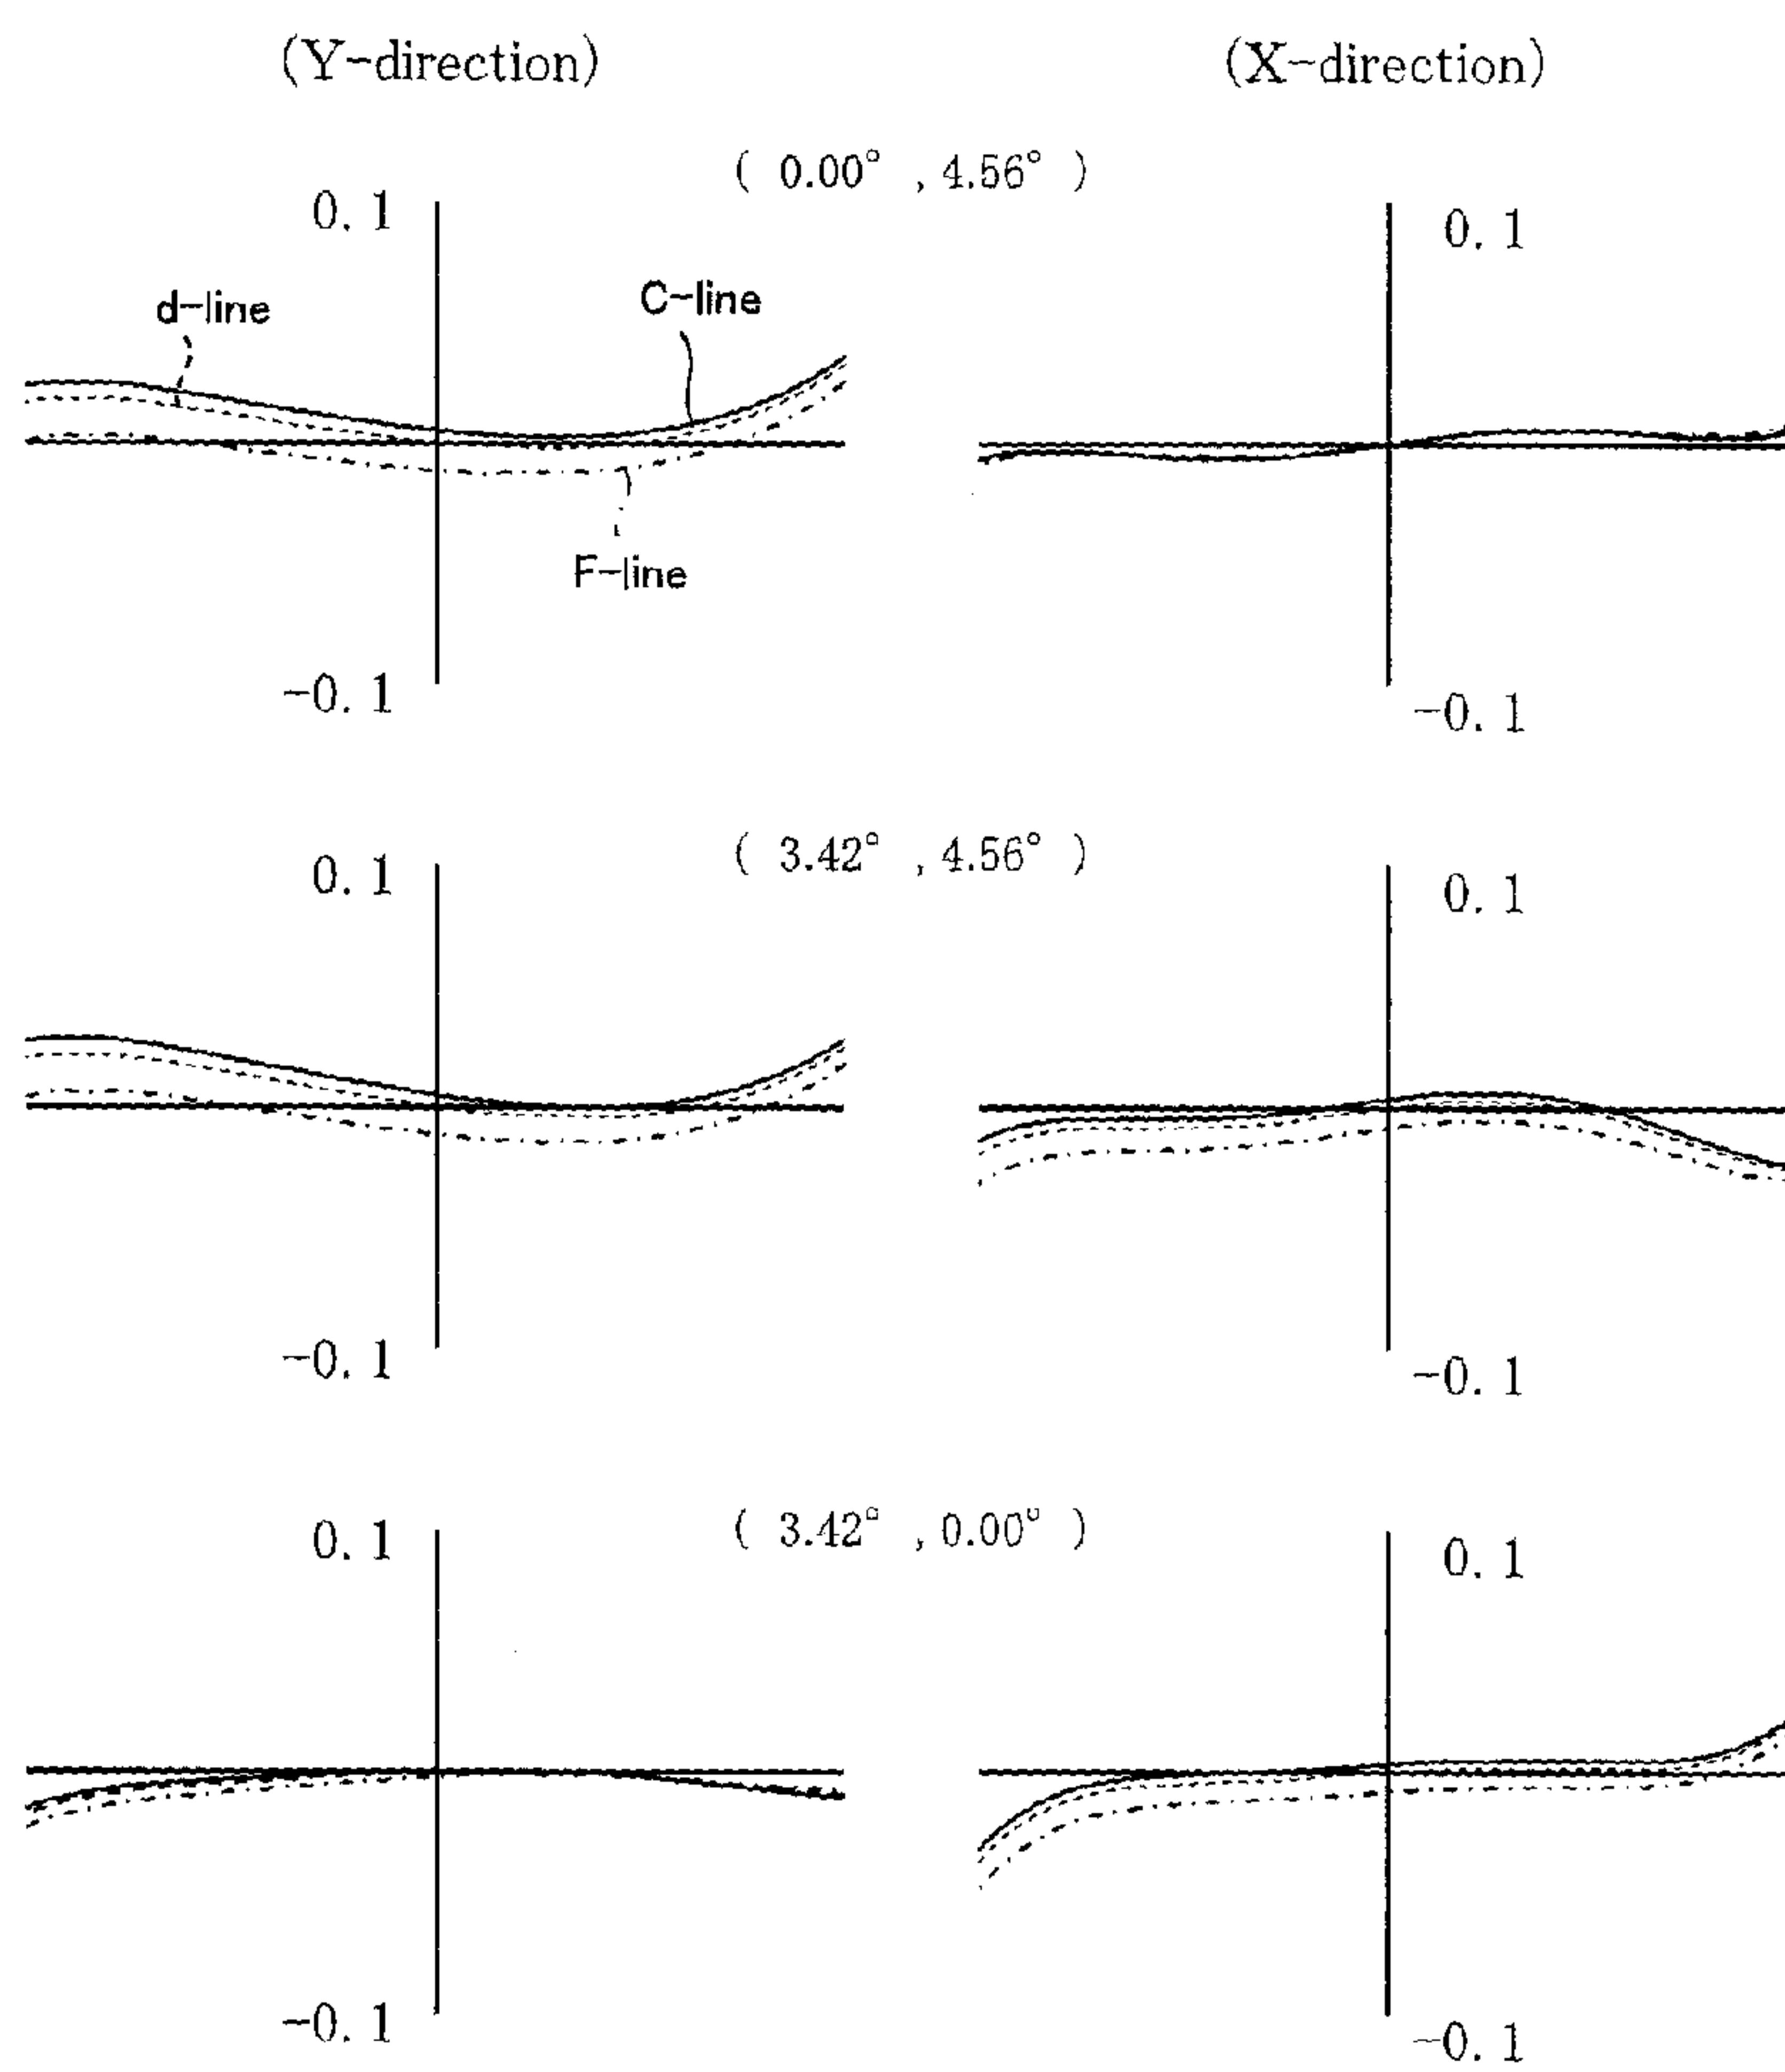 (Y-direction) (X-direction)
( 0.00° , 4.56° )
0. 1 0. 1
d-line C-line
F-line
-0. 1 -0. 1
( 3.42° , 4.56° )
0. 1 0. 1
-0. 1 -0. 1
( 3.42° , 0.00° )
0. 1 0. 1
-0. 1 -0. 1